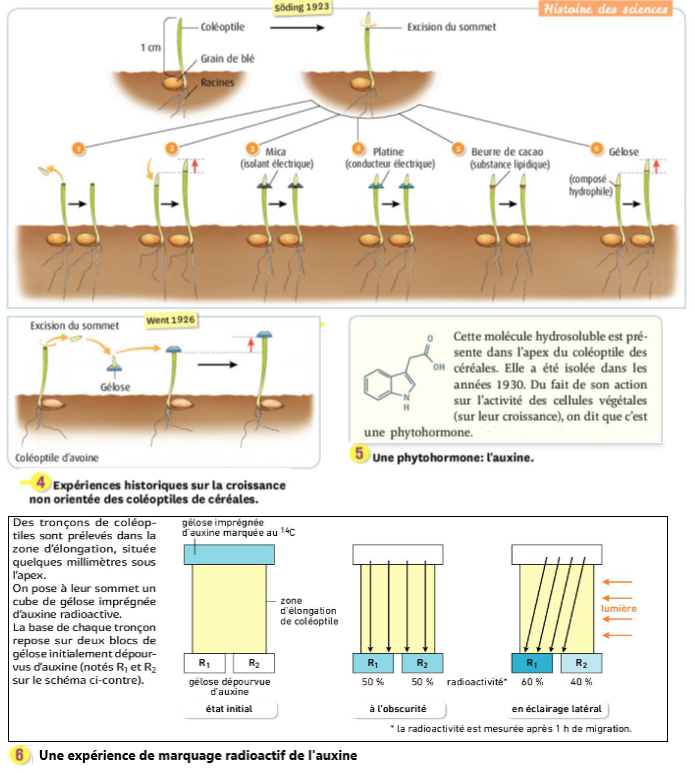 Söding 1923
Histoire des sciences
Coléoptile
Excision du sommet
1 cm
Grain de blé
Racines
1
2
3
Mica
(isolant électrique)
4
Platine
(conducteur électrique)
5
Beurre de cacao
(substance lipidique)
6
Gélose
(composé
hydrophile)
Excision du sommet
Went 1926
Gélose
Coléoptile d'avoine
4 Expériences historiques sur la croissance
non orientée des coléoptiles de céréales.
O
OH
N
H
Cette molécule hydrosoluble est pré-
sente dans l'apex du coléoptile des
céréales. Elle a été isolée dans les
années 1930. Du fait de son action
sur l'activité des cellules végétales
(sur leur croissance), on dit que c'est
une phytohormone.
5 Une phytohormone: l'auxine.
Des tronçons de coléop-
tiles sont prélevés dans la
zone d'élongation, située
quelques millimètres sous
l'apex.
On pose à leur sommet un
cube de gélose imprégnée
d'auxine radioactive.
La base de chaque tronçon
repose sur deux blocs de
gélose initialement dépour-
vus d'auxine (notés R1 et R2
sur le schéma ci-contre).
gélose imprégnée
d'auxine marquée au 14C
zone
d'élongation
de coléoptile
R1 R2
gélose dépourvue
d'auxine
état initial
R1 R2
50 % 50 %
à l'obscurité
radioactivité*
lumière
R1 R2
60 % 40 %
en éclairage latéral
* la radioactivité est mesurée après 1 h de migration.
6 Une expérience de marquage radioactif de l'auxine